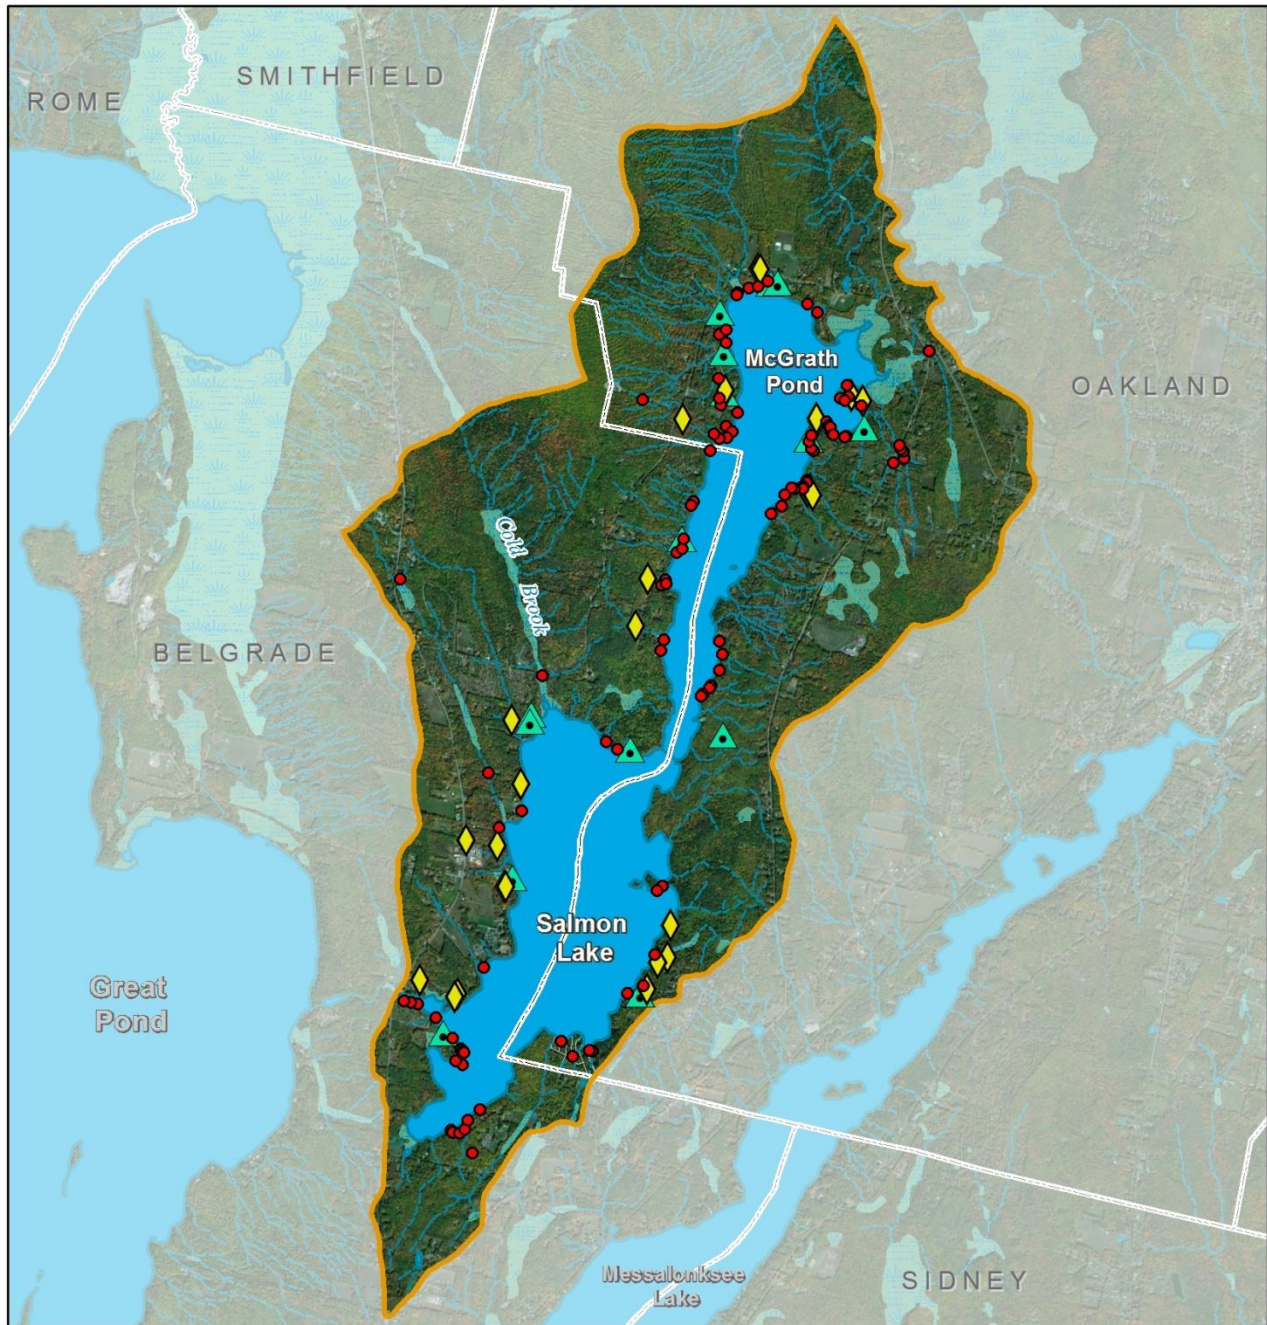 SMITHFIELD
ROME
McGrath
Pond
OAKLAND
Cold
Brook
BELGRADE
Salmon
Lake
Great
Pond
Messalonksee
Lake
SIDNEY